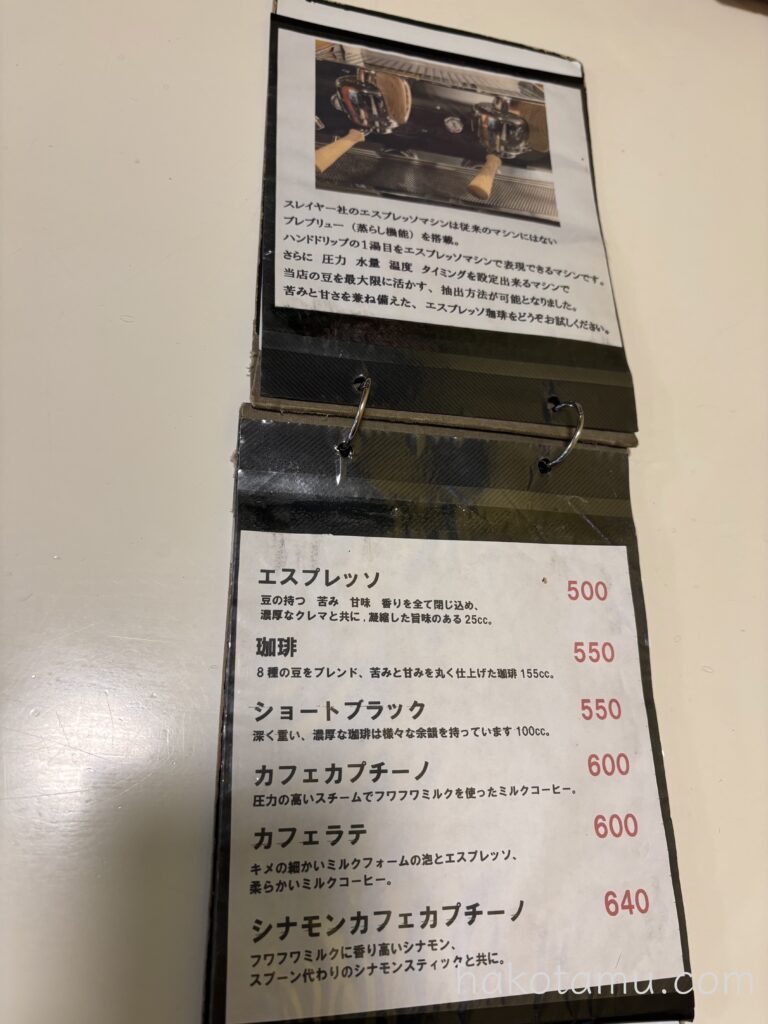 スレイヤー社のエスプレッソマシンは従来のマシンにはない
プレブリュー（蒸らし機能）を搭載。
ハンドドリップの1湯目をエスプレッソマシンで表現できるマシンです。
さらに 圧力 水量 温度 タイミングを設定出来るマシンで
当店の豆を最大限に活かす、抽出方法が可能となりました。
苦みと甘さを兼ね備えた、エスプレッソ珈琲をどうぞお試しください。
エスプレッソ 500
豆の持つ 苦み 甘味 香りを全て閉じ込め、
濃厚なクレマと共に､凝縮した旨味のある25cc。
珈琲 550
8種の豆をブレンド、苦みと甘みを丸く仕上げた珈琲155cc。
ショートブラック 550
深く重い、濃厚な珈琲は様々な余韻を持っています100cc。
カフェカプチーノ 600
圧力の高いスチームでフワフワミルクを使ったミルクコーヒー。
カフェラテ 600
キメの細かいミルクフォームの泡とエスプレッソ、
柔らかいミルクコーヒー。
シナモンカフェカプチーノ 640
フワフワミルクに香り高いシナモン、
スプーン代わりのシナモンスティックと共に。
nakotamu.com